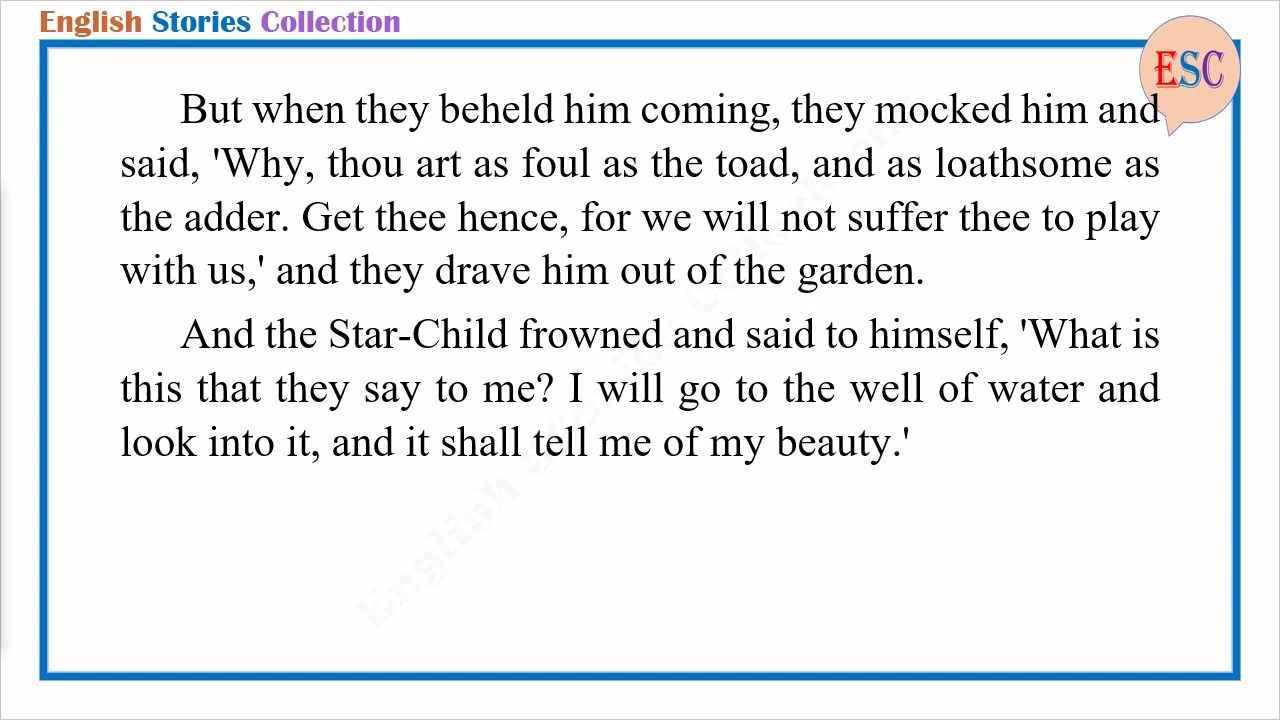 English Stories Collection
ESC
But when they beheld him coming, they mocked him and
said, 'Why, thou art as foul as the toad, and as loathsome as
the adder. Get thee hence, for we will not suffer thee to play
with us,' and they drave him out of the garden.
And the Star-Child frowned and said to himself, 'What is
this that they say to me? I will go to the well of water and
look into it, and it shall tell me of my beauty.'
English Stories Collection